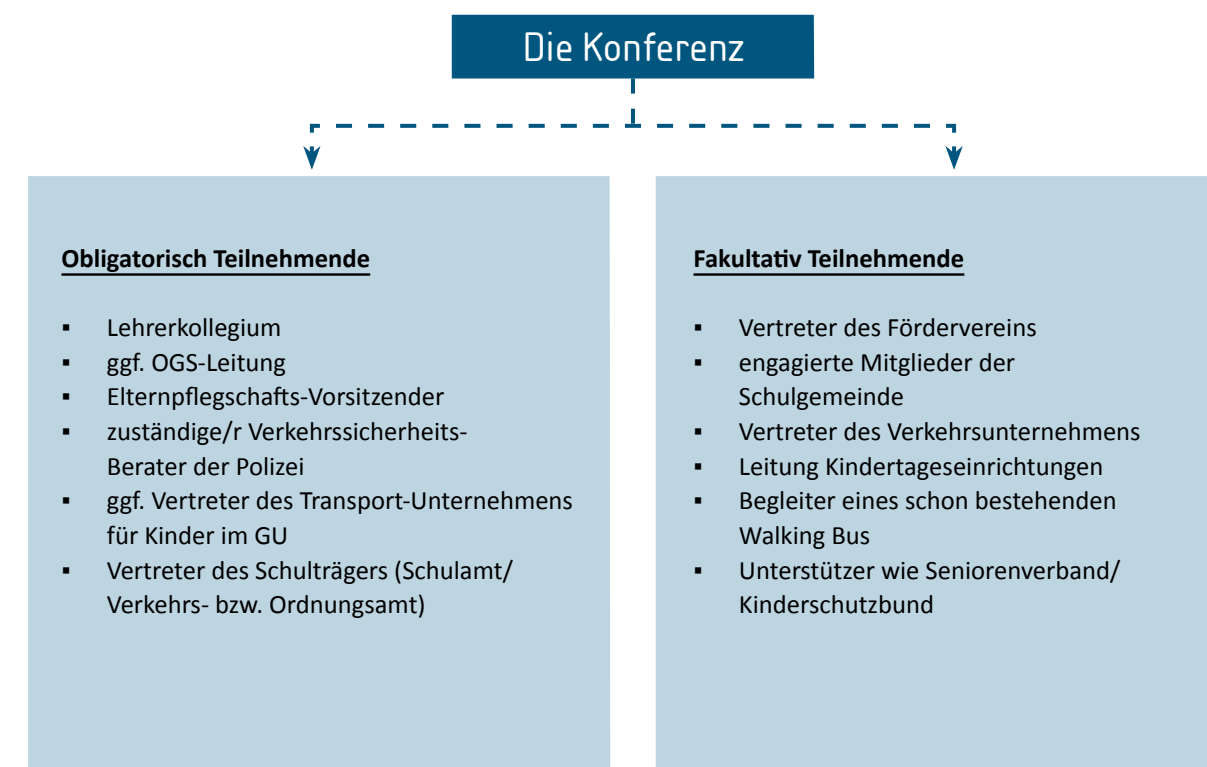 Die Konferenz
Obligatorisch Teilnehmende
▪ Lehrerkollegium
▪ ggf. OGS-Leitung
▪ Elternpflegschafts-Vorsitzender
▪ zuständige/r Verkehrssicherheits-
Berater der Polizei
▪ ggf. Vertreter des Transport-Unternehmens
für Kinder im GU
▪ Vertreter des Schulträgers (Schulamt/
Verkehrs- bzw. Ordnungsamt)
Fakultativ Teilnehmende
▪ Vertreter des Fördervereins
▪ engagierte Mitglieder der
Schulgemeinde
▪ Vertreter des Verkehrsunternehmens
▪ Leitung Kindertageseinrichtungen
▪ Begleiter eines schon bestehenden
Walking Bus
▪ Unterstützer wie Seniorenverband/
Kinderschutzbund